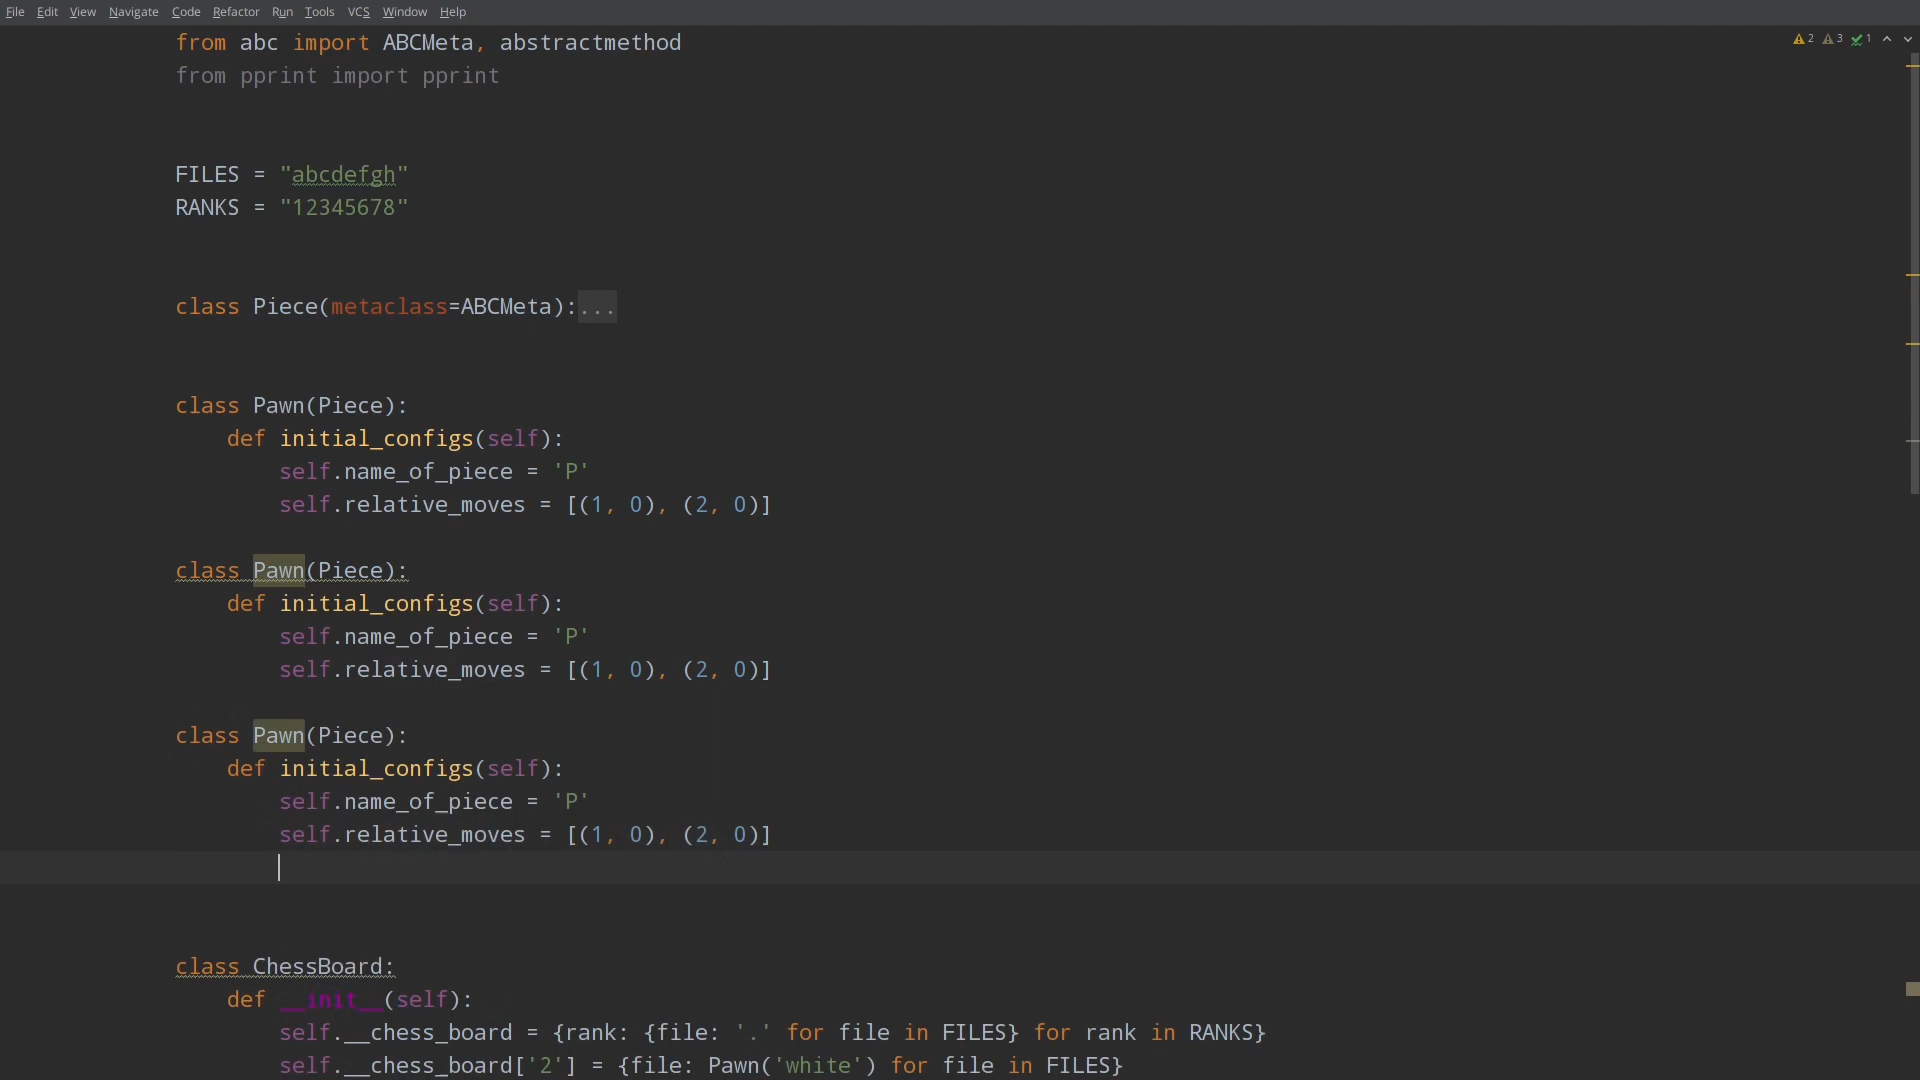 File Edit View Navigate Code Refactor Run Tools VCS Window Help
from abc import ABCMeta, abstractmethod
2 3 1
from pprint import pprint
FILES = "abcdefgh"
RANKS = "12345678"
class Piece(metaclass=ABCMeta):...
class Pawn(Piece):
def initial_configs(self):
self.name_of_piece = 'P'
self.relative_moves = [(1, 0), (2, 0)]
class Pawn(Piece):
def initial_configs(self):
self.name_of_piece = 'P'
self.relative_moves = [(1, 0), (2, 0)]
class Pawn(Piece):
def initial_configs(self):
self.name_of_piece = 'P'
self.relative_moves = [(1, 0), (2, 0)]
class ChessBoard:
def __init__(self):
self.__chess_board = {rank: {file: '.' for file in FILES} for rank in RANKS}
self.__chess_board['2'] = {file: Pawn('white') for file in FILES}